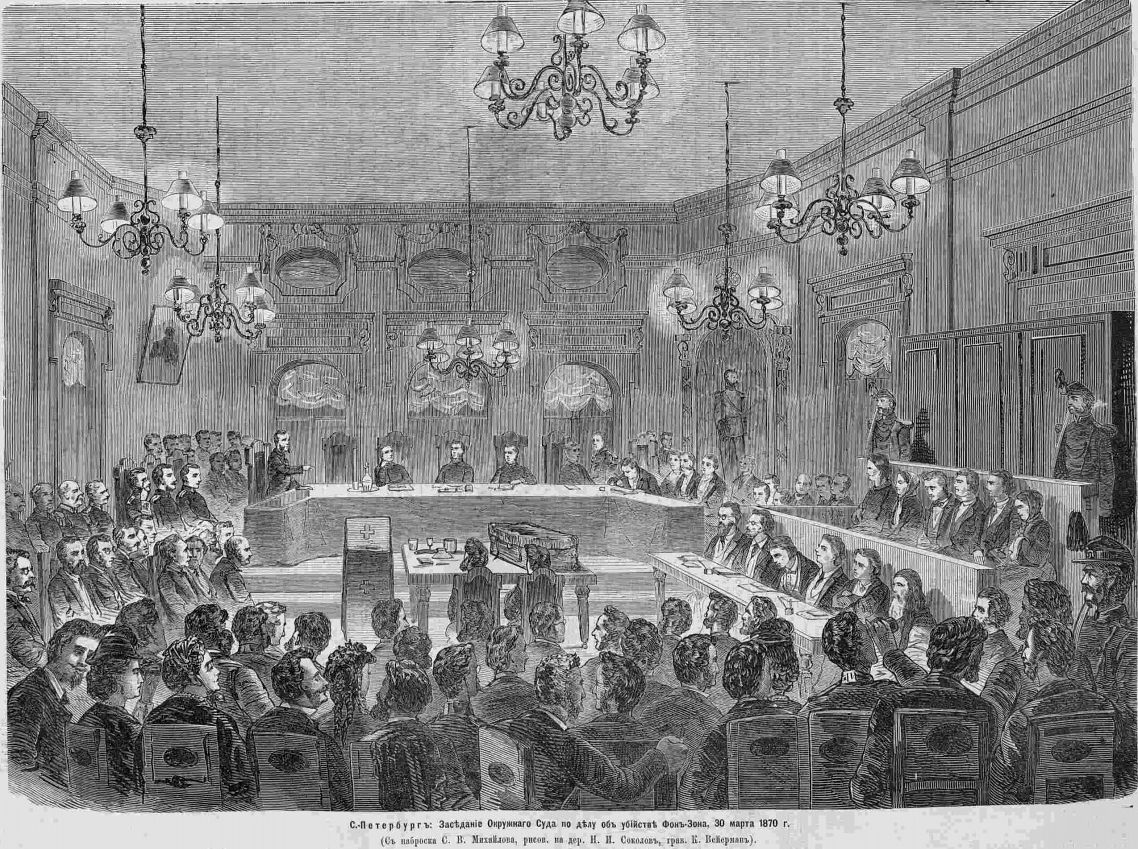 С.-Петербургъ: Засѣданіе Окружнаго Суда по дѣлу объ убійствѣ Фонъ-Зона, 30 марта 1870 г.
(Съ наброска С. В. Михайлова, рисов. на дер. И. И. Соколовъ, грав. К. Вейерманъ).